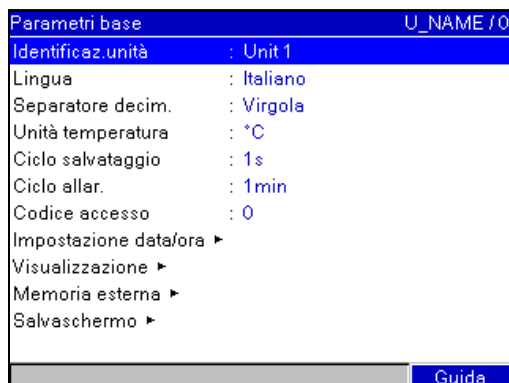 Parametri base U_NAME / 0
Identificaz.unità : Unit 1
Lingua : Italiano
Separatore decim. : Virgola
Unità temperatura : °C
Ciclo salvataggio : 1s
Ciclo allar. : 1min
Codice accesso : 0
Impostazione data/ora ►
Visualizzazione ►
Memoria esterna ►
Salvaschermo ►
Guida